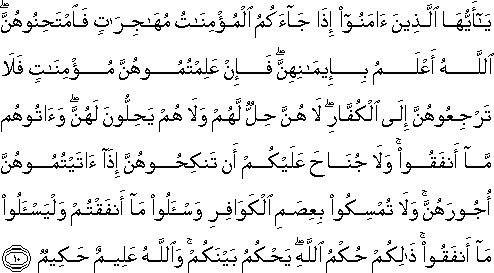 يَـٰٓأَيُّهَا ٱلَّذِينَ ءَامَنُوٓا۟ إِذَا جَآءَكُمُ ٱلْمُؤْمِنَـٰتُ مُهَـٰجِرَٰتٍ فَٱمْتَحِنُوهُنَّ ۖ
ٱللَّهُ أَعْلَمُ بِإِيمَـٰنِهِنَّ ۖ فَإِنْ عَلِمْتُمُوهُنَّ مُؤْمِنَـٰتٍ فَلَا
تَرْجِعُوهُنَّ إِلَى ٱلْكُفَّارِ ۖ لَا هُنَّ حِلٌّ لَّهُمْ وَلَا هُمْ يَحِلُّونَ لَهُنَّ ۖ وَءَاتُوهُم
مَّآ أَنفَقُوا۟ ۚ وَلَا جُنَاحَ عَلَيْكُمْ أَن تَنكِحُوهُنَّ إِذَآ ءَاتَيْتُمُوهُنَّ
أُجُورَهُنَّ ۚ وَلَا تُمْسِكُوا۟ بِعِصَمِ ٱلْكَوَافِرِ وَسْـَٔلُوا۟ مَآ أَنفَقْتُمْ وَلْيَسْـَٔلُوا۟
مَآ أَنفَقُوا۟ ۚ ذَٰلِكُمْ حُكْمُ ٱللَّهِ ۖ يَحْكُمُ بَيْنَكُمْ ۚ وَٱللَّهُ عَلِيمٌ حَكِيمٌ ١٠